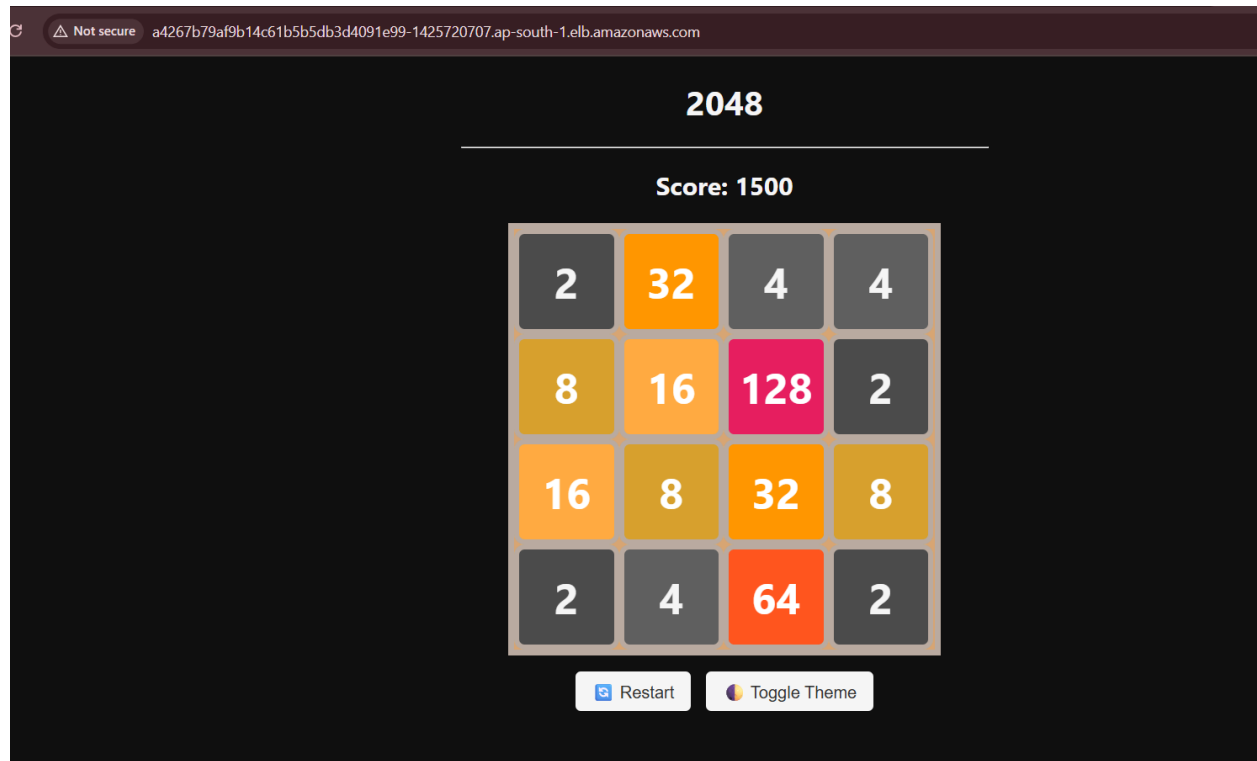 Not secure a4267b79af9b14c61b5b5db3d4091e99-1425720707.ap-south-1.elb.amazonaws.com
2048
Score: 1500
2 32 4 4
8 16 128 2
16 8 32 8
2 4 64 2
Restart Toggle Theme